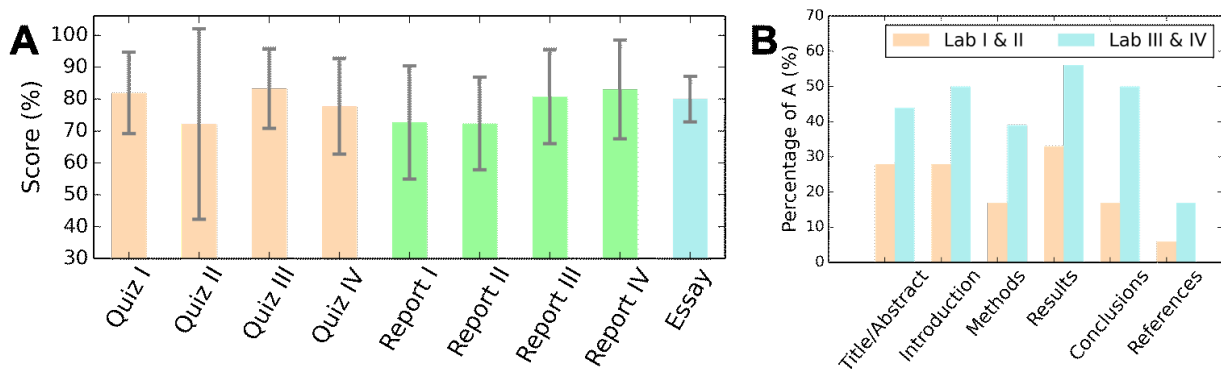 A
Score (%)
100
90
80
70
60
50
40
30
Quiz I
Quiz II
Quiz III
Quiz IV
Report I
Report II
Report III
Report IV
Essay
B
Percentage of A (%)
70
60
50
40
30
20
10
0
Lab I & II
Lab III & IV
Title/Abstract
Introduction
Methods
Results
Conclusions
References